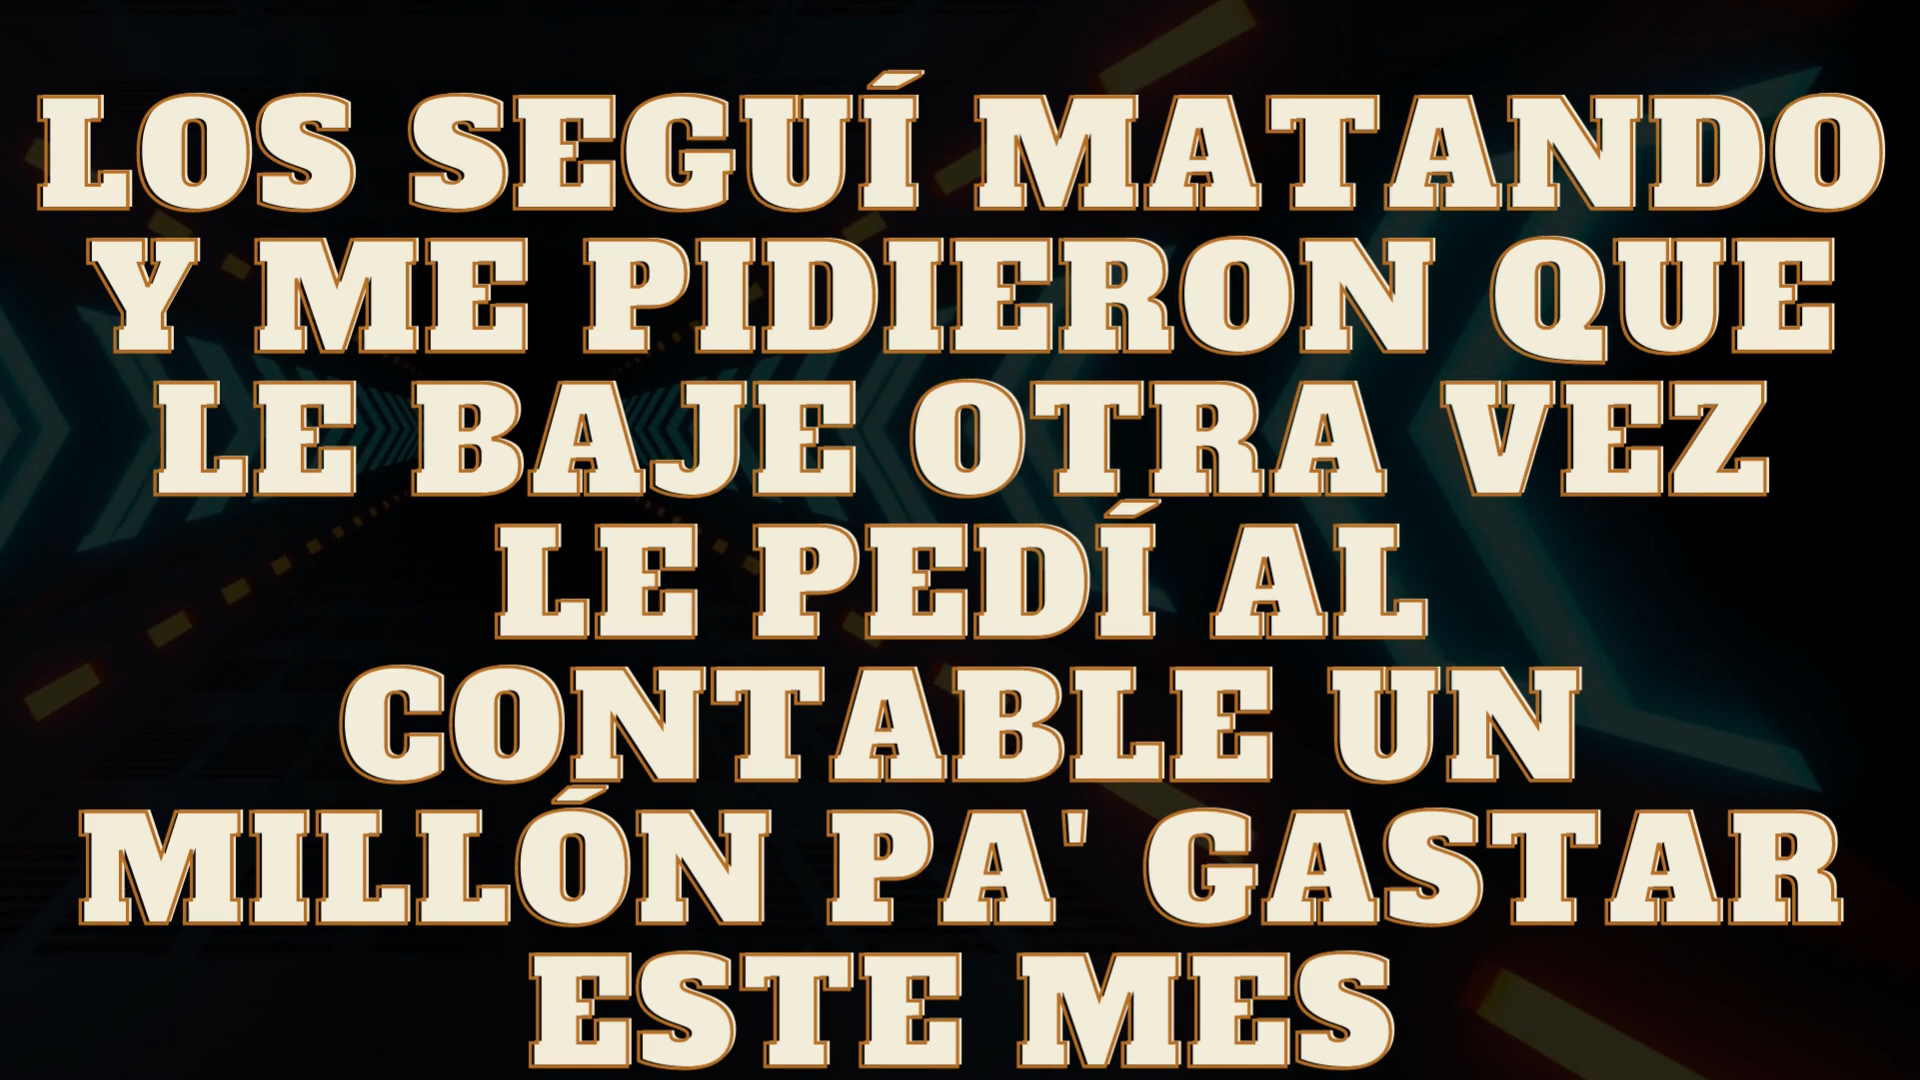 LOS SEGUÍ MATANDO
Y ME PIDIERON QUE
LE BAJE OTRA VEZ
LE PEDÍ AL
CONTABLE UN
MILLÓN PA' GASTAR
ESTE MES